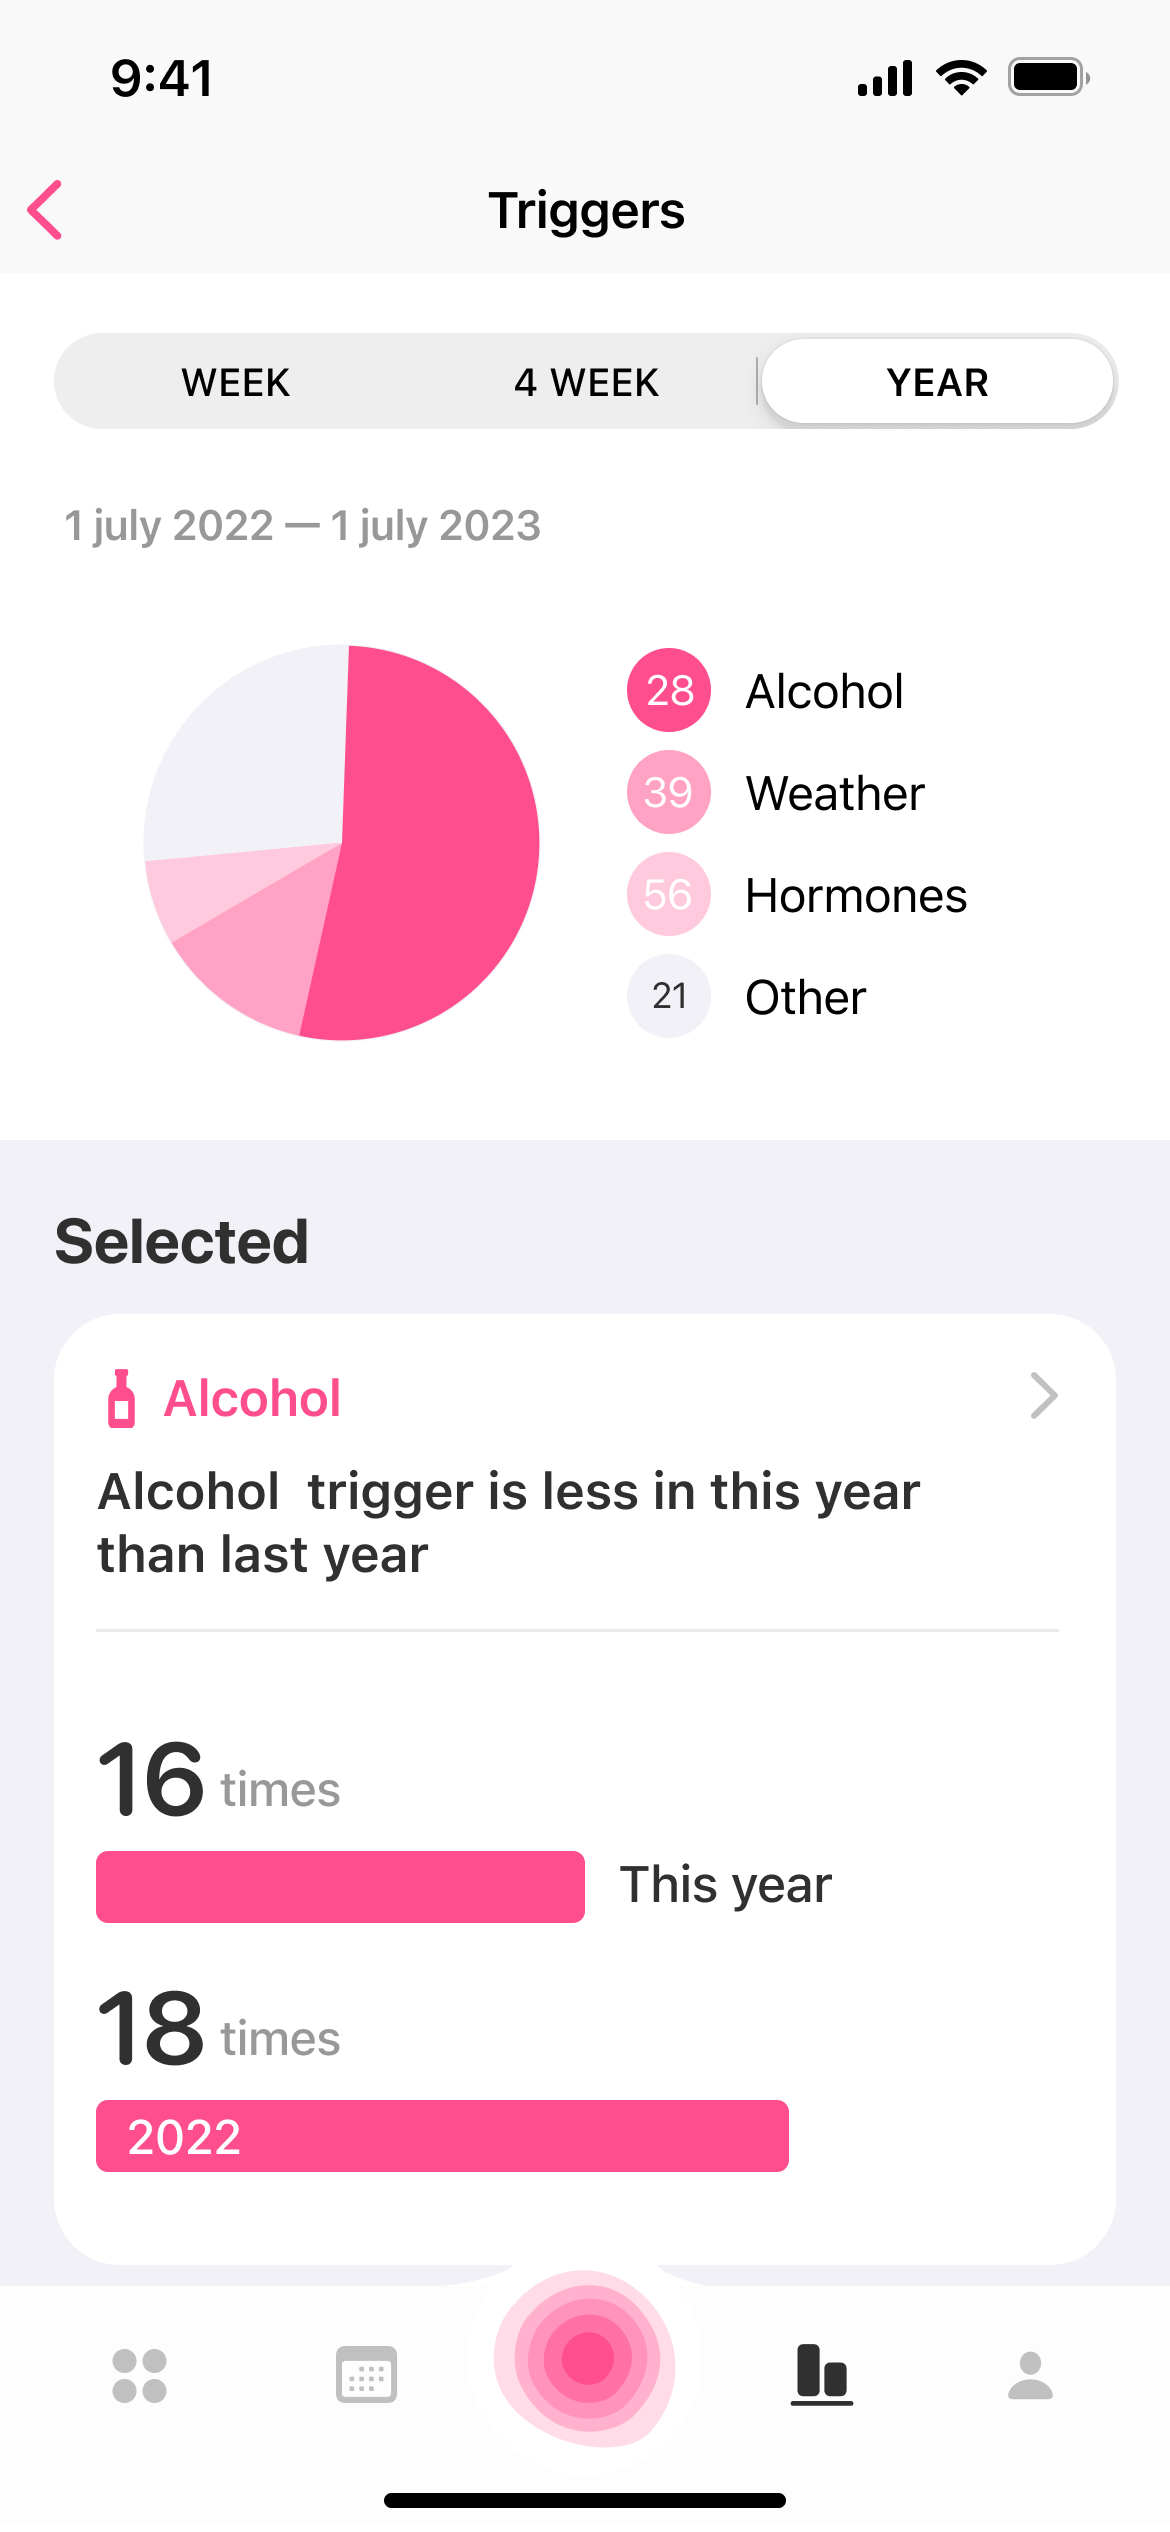 9:41
Triggers
WEEK 4 WEEK YEAR
1 july 2022 — 1 july 2023
28 Alcohol
39 Weather
56 Hormones
21 Other
Selected
Alcohol
Alcohol  trigger is less in this year
than last year
16 times
This year
18 times
2022